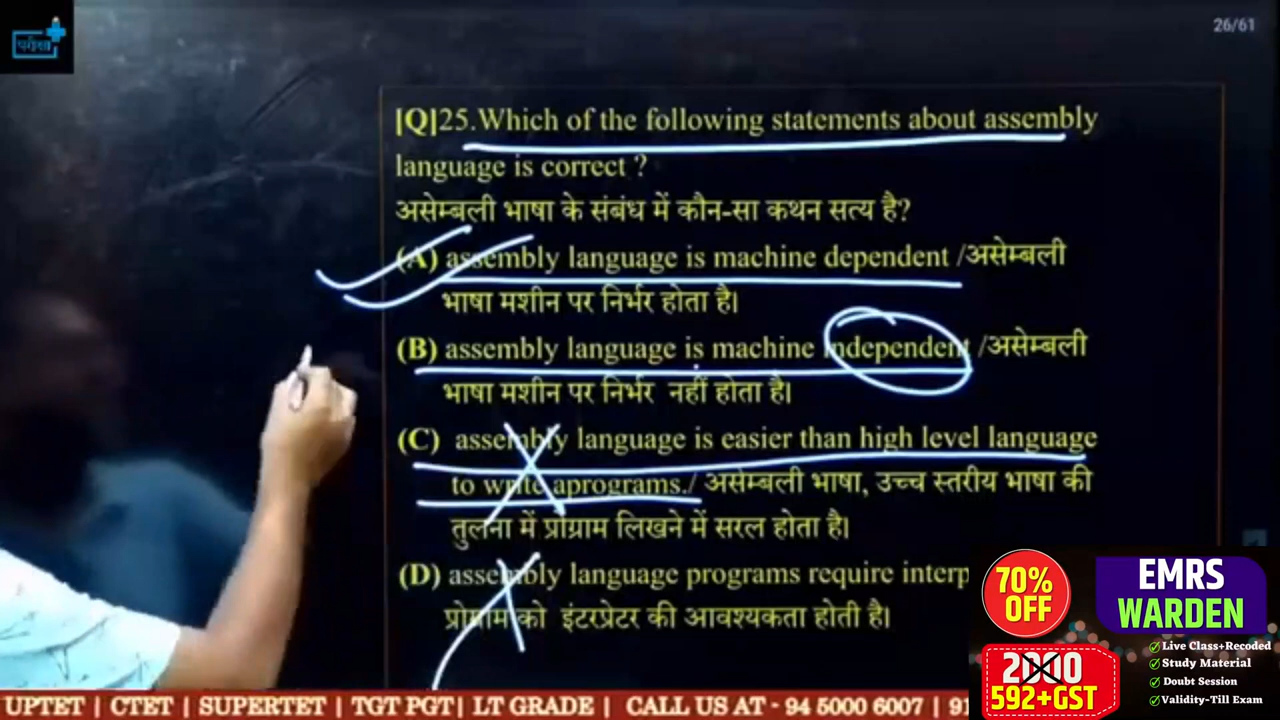 परीक्षा
26/61
[Q]25.Which of the following statements about assembly
language is correct ?
असेम्बली भाषा के संबंध में कौन-सा कथन सत्य है?
(A) assembly language is machine dependent /असेम्बली
भाषा मशीन पर निर्भर होता है।
(B) assembly language is machine independent /असेम्बली
भाषा मशीन पर निर्भर नहीं होता है।
(C) assembly language is easier than high level language
to write aprograms./ असेम्बली भाषा, उच्च स्तरीय भाषा की
तुलना में प्रोग्राम लिखने में सरल होता है।
(D) assembly language programs require interp
प्रोग्राम को इंटरप्रेटर की आवश्यकता होती है।
70%
OFF
EMRS
WARDEN
2000
592+GST
Live Class+Recoded
Study Material
Doubt Session
Validity-Till Exam
UPTET | CTET | SUPERTET | TGT PGT | LT GRADE | CALL US AT - 94 5000 6007 | 91